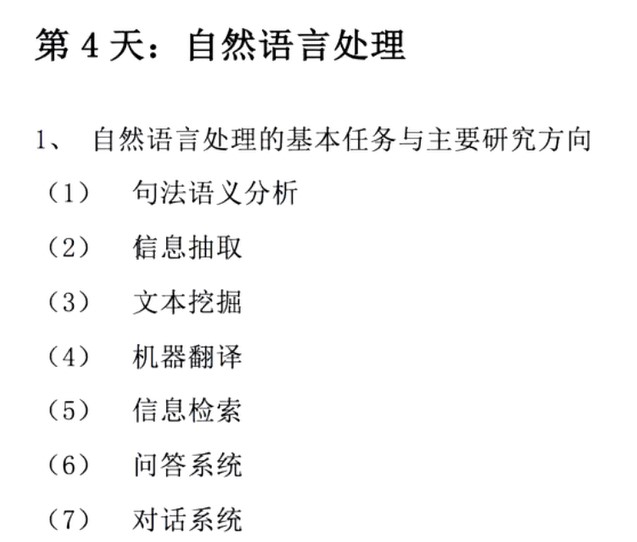 第 4 天：自然语言处理
1、 自然语言处理的基本任务与主要研究方向
（1） 句法语义分析
（2） 信息抽取
（3） 文本挖掘
（4） 机器翻译
（5） 信息检索
（6） 问答系统
（7） 对话系统